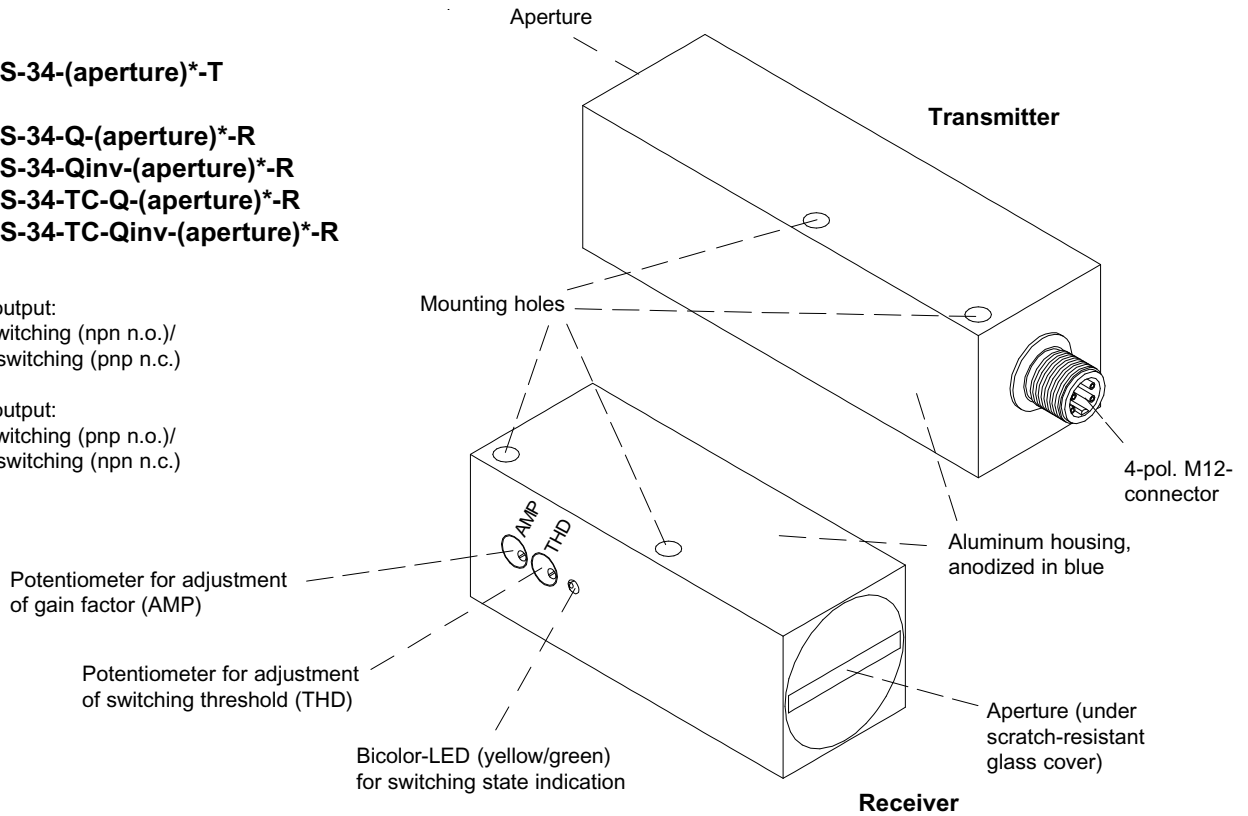 Aperture
S-34-(aperture)*-T
Transmitter
S-34-Q-(aperture)*-R
S-34-Qinv-(aperture)*-R
S-34-TC-Q-(aperture)*-R
S-34-TC-Qinv-(aperture)*-R
Mounting holes
output:
witching (npn n.o.)/
switching (pnp n.c.)
output:
witching (pnp n.o.)/
switching (npn n.c.)
4-pol. M12-
connector
AMP
THD
Aluminum housing,
anodized in blue
Potentiometer for adjustment
of gain factor (AMP)
Potentiometer for adjustment
of switching threshold (THD)
Aperture (under
scratch-resistant
glass cover)
Bicolor-LED (yellow/green)
for switching state indication
Receiver